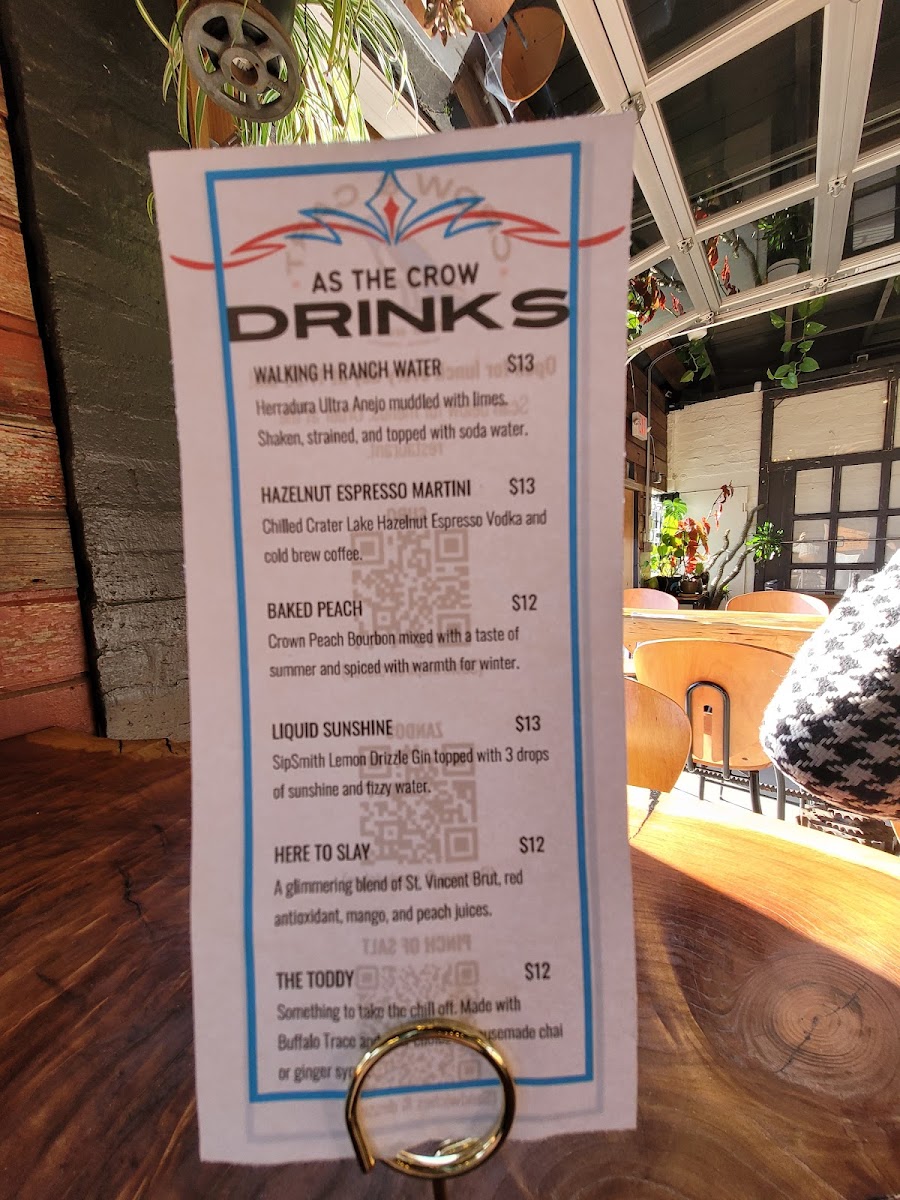 AS THE CROW
DRINKS
WALKING H RANCH WATER $13
Herradura Ultra Anejo muddled with limes.
Shaken, strained, and topped with soda water.
HAZELNUT ESPRESSO MARTINI $13
Chilled Crater Lake Hazelnut Espresso Vodka and
cold brew coffee.
BAKED PEACH $12
Crown Peach Bourbon mixed with a taste of
summer and spiced with warmth for winter.
LIQUID SUNSHINE $13
SipSmith Lemon Drizzle Gin topped with 3 drops
of sunshine and fizzy water.
HERE TO SLAY $12
A glimmering blend of St. Vincent Brut, red
antioxidant, mango, and peach juices.
THE TODDY $12
Something to take the chill off. Made with
Buffalo Trace and chai
or ginger
PINCH OF SALT